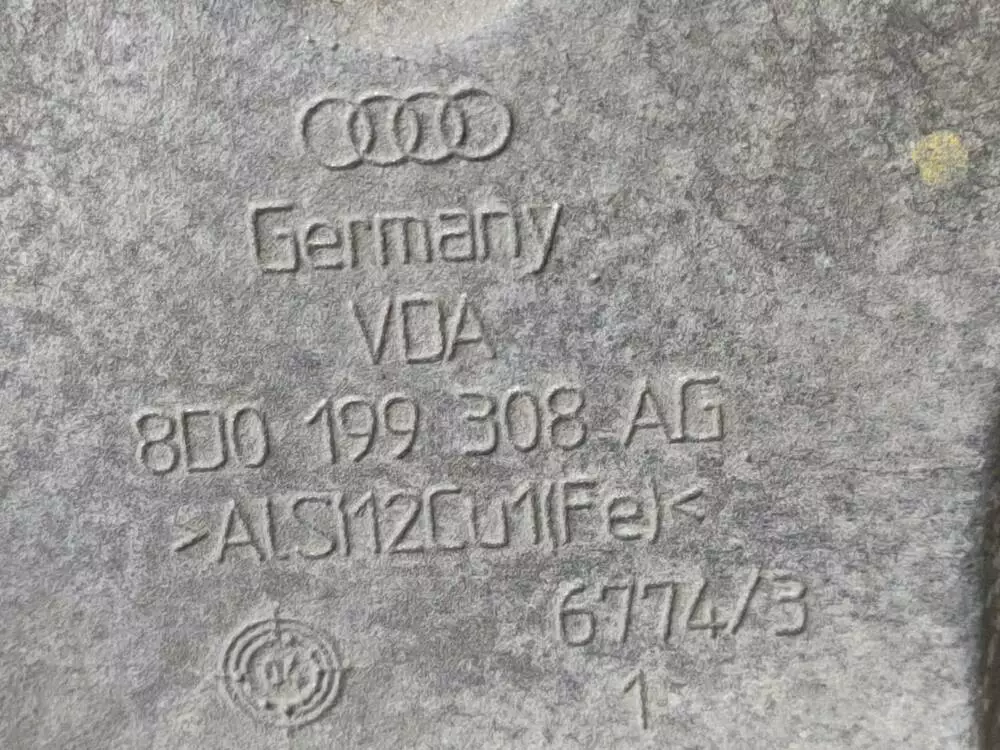 Germany
VDA
8D0 199 308 AG
>ALSI12Cu1(Fe)<
6774/3
1